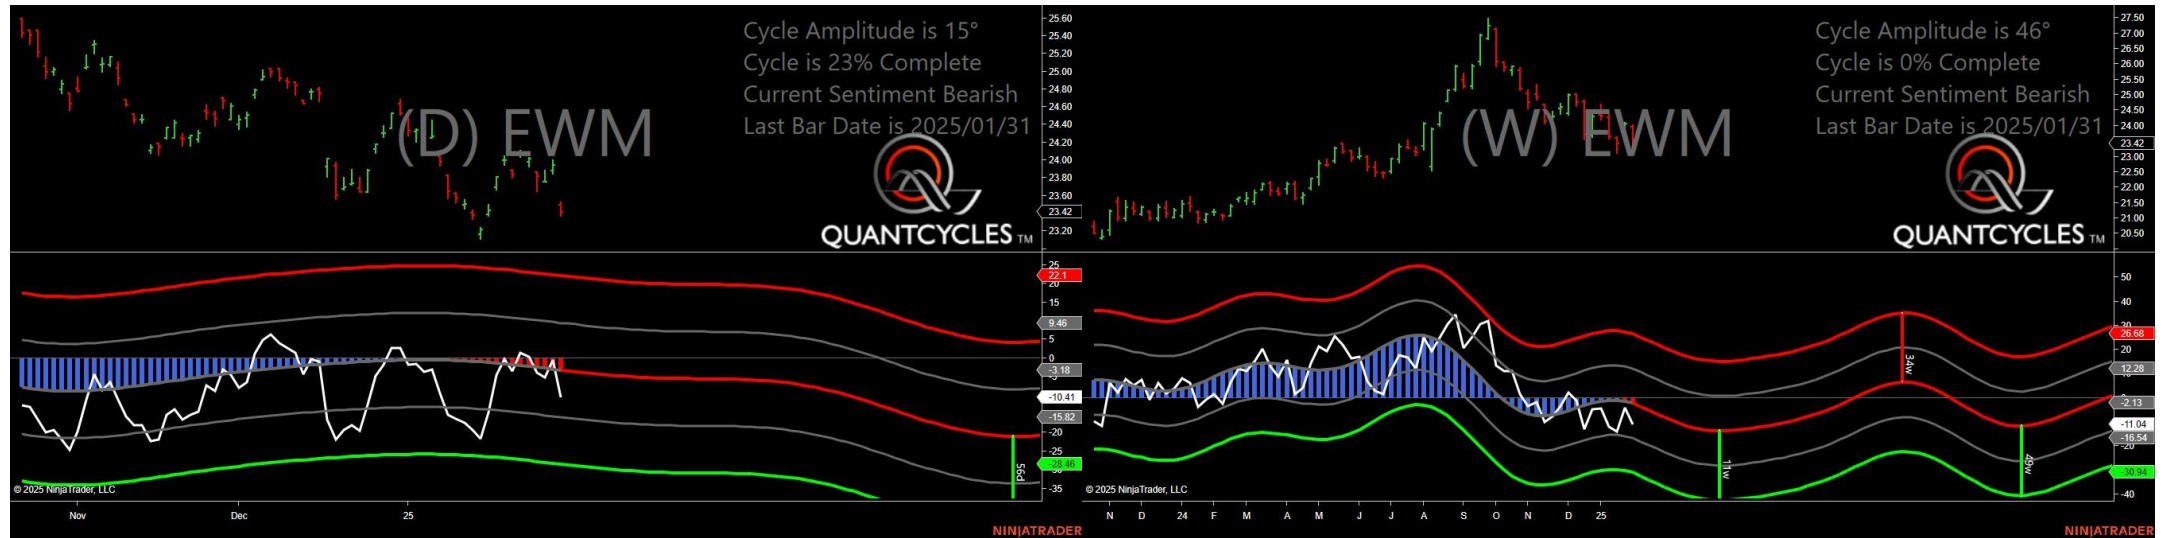 Cycle Amplitude is 15°
Cycle is 23% Complete
Current Sentiment Bearish
Last Bar Date is 2025/01/31
(D) EWM
QUANTCYCLES TM
25.60
25.40
25.20
25.00
24.80
24.60
24.40
24.20
24.00
23.80
23.60
23.42
23.20
25
22.1
20
15
9.46
5
0
-3.18
-10.41
-15.82
-20
-25
-28.46
-35
56d
© 2025 NinjaTrader, LLC
Nov
Dec
25
NINJATRADER
Cycle Amplitude is 46°
Cycle is 0% Complete
Current Sentiment Bearish
Last Bar Date is 2025/01/31
(W) EWM
QUANTCYCLES TM
27.50
27.00
26.50
26.00
25.50
25.00
24.50
24.00
23.42
23.00
22.50
22.00
21.50
21.00
20.50
50
40
26.68
20
12.28
-2.13
-11.04
-16.54
-30.94
-40
34w
11w
49w
© 2025 NinjaTrader, LLC
N D 24 F M A M J J A S O N D 25
NINJATRADER